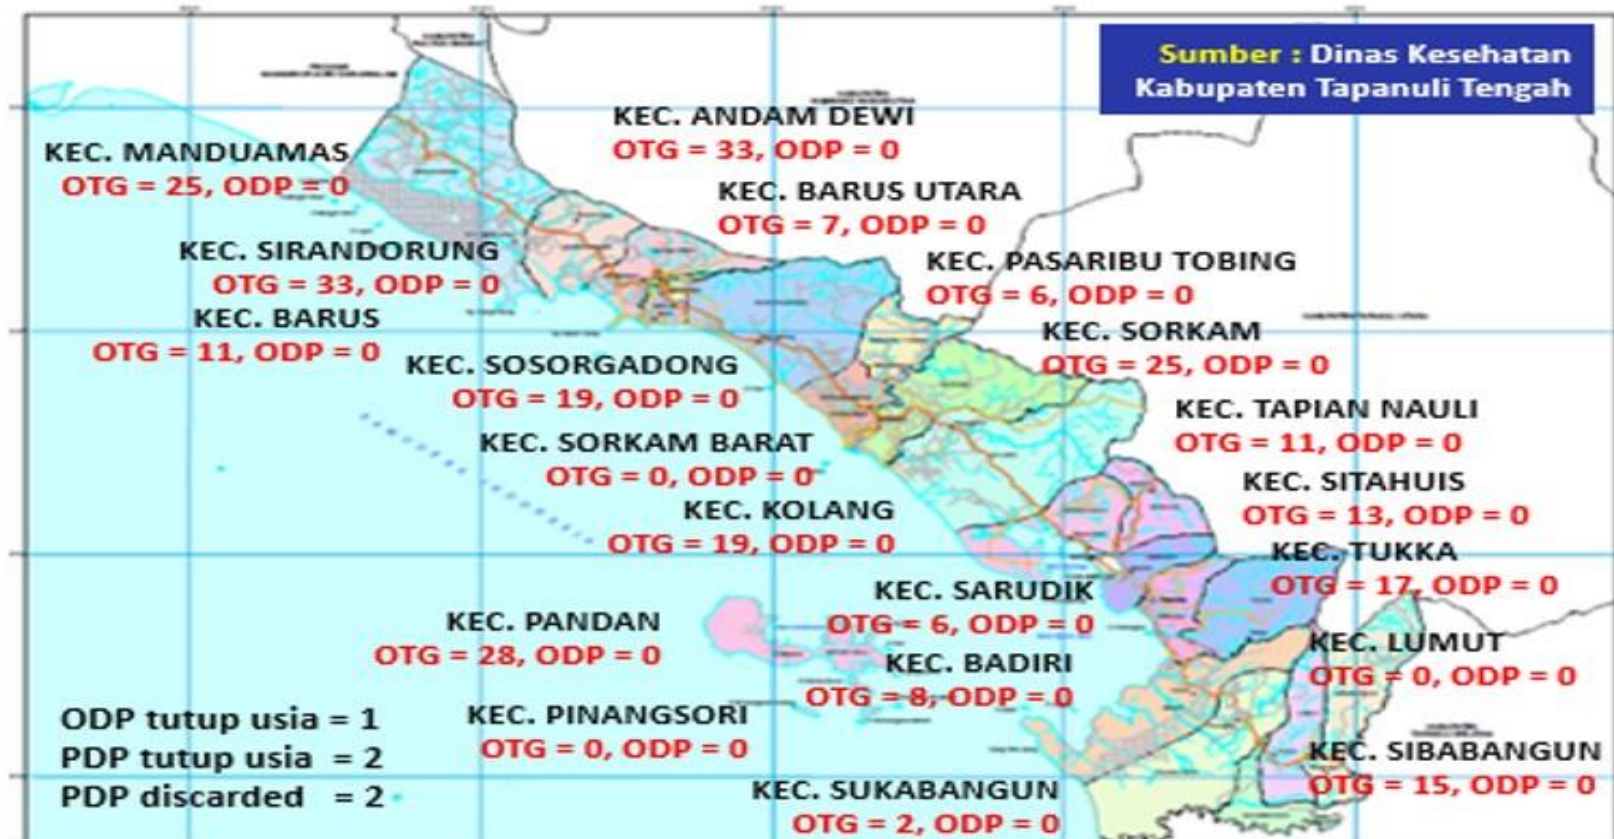 Sumber : Dinas Kesehatan
Kabupaten Tapanuli Tengah
KEC. ANDAM DEWI
OTG = 33, ODP = 0
KEC. MANDUAMAS
OTG = 25, ODP = 0
KEC. BARUS UTARA
OTG = 7, ODP = 0
KEC. SIRANDORUNG
OTG = 33, ODP = 0
KEC. PASARIBU TOBING
OTG = 6, ODP = 0
KEC. BARUS
OTG = 11, ODP = 0
KEC. SORKAM
OTG = 25, ODP = 0
KEC. SOSORGADONG
OTG = 19, ODP = 0
KEC. TAPIAN NAULI
OTG = 11, ODP = 0
KEC. SORKAM BARAT
OTG = 0, ODP = 0
KEC. SITAHUIS
OTG = 13, ODP = 0
KEC. KOLANG
OTG = 19, ODP = 0
KEC. TUKKA
OTG = 17, ODP = 0
KEC. SARUDIK
OTG = 6, ODP = 0
KEC. PANDAN
OTG = 28, ODP = 0
KEC. LUMUT
OTG = 0, ODP = 0
KEC. BADIRI
OTG = 8, ODP = 0
KEC. PINANGSORI
OTG = 0, ODP = 0
KEC. SIBABANGUN
OTG = 15, ODP = 0
KEC. SUKABANGUN
OTG = 2, ODP = 0
ODP tutup usia = 1
PDP tutup usia = 2
PDP discarded = 2